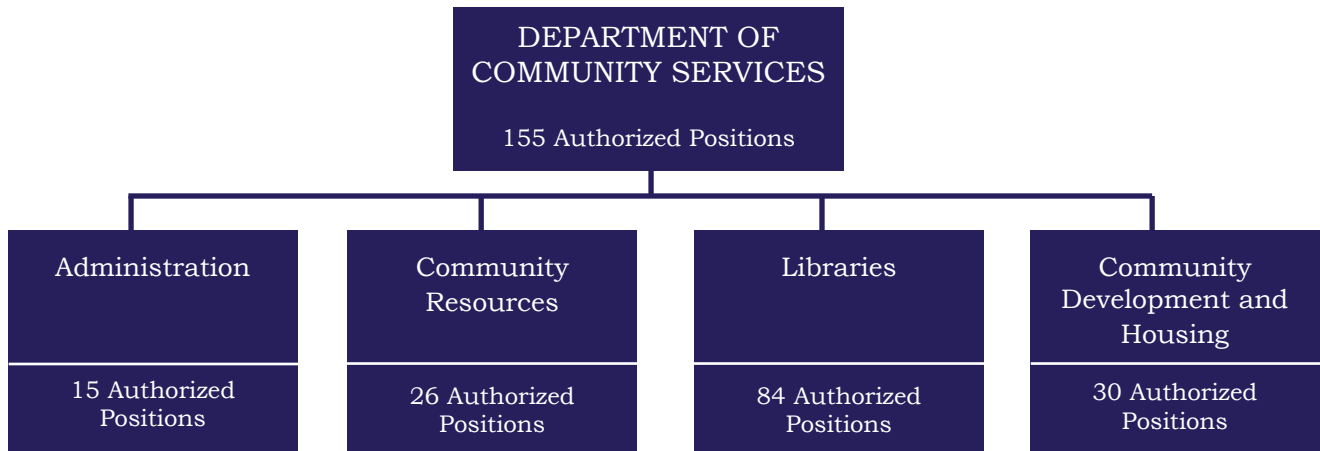 DEPARTMENT OF
COMMUNITY SERVICES
155 Authorized Positions
Administration
15 Authorized
Positions
Community
Resources
26 Authorized
Positions
Libraries
84 Authorized
Positions
Community
Development and
Housing
30 Authorized
Positions